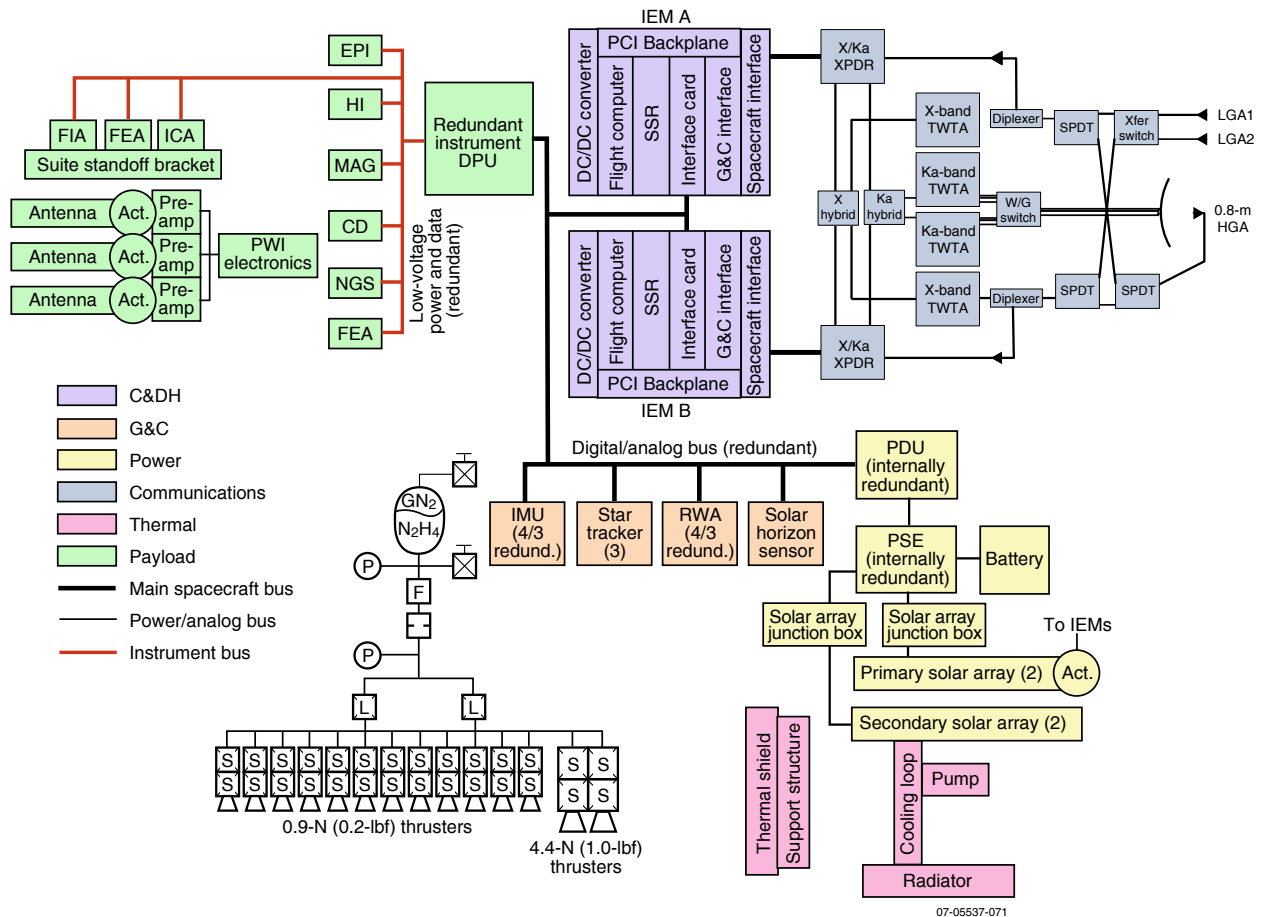 IEM A
EPI
HI
MAG
CD
NGS
FEA
FIA
FEA
ICA
Suite standoff bracket
Antenna
Act.
Pre-
amp
Antenna
Act.
Pre-
amp
Antenna
Act.
Pre-
amp
PWI
electronics
Redundant
instrument
DPU
Low-voltage
power and data
(redundant)
DC/DC converter
PCI Backplane
Flight computer
SSR
Interface card
G&C interface
Spacecraft interface
DC/DC converter
Flight computer
SSR
Interface card
G&C interface
Spacecraft interface
PCI Backplane
IEM B
X/Ka
XPDR
X/Ka
XPDR
X
hybrid
Ka
hybrid
X-band
TWTA
Ka-band
TWTA
Ka-band
TWTA
X-band
TWTA
Diplexer
SPDT
Xfer
switch
LGA1
LGA2
W/G
switch
0.8-m
HGA
Diplexer
SPDT
SPDT
C&DH
G&C
Power
Communications
Thermal
Payload
Main spacecraft bus
Power/analog bus
Instrument bus
Digital/analog bus (redundant)
IMU
(4/3
redund.)
Star
tracker
(3)
RWA
(4/3
redund.)
Solar
horizon
sensor
PDU
(internally
redundant)
PSE
(internally
redundant)
Battery
Solar array
junction box
Solar array
junction box
To IEMs
Primary solar array (2)
Act.
Secondary solar array (2)
Thermal shield
Support structure
Cooling loop
Pump
Radiator
GN2
N2H4
P
F
P
L
L
S S S S S S S S S S S S S S
S S S S S S S S S S S S S S
0.9-N (0.2-lbf) thrusters
4.4-N (1.0-lbf)
thrusters
07-05537-071